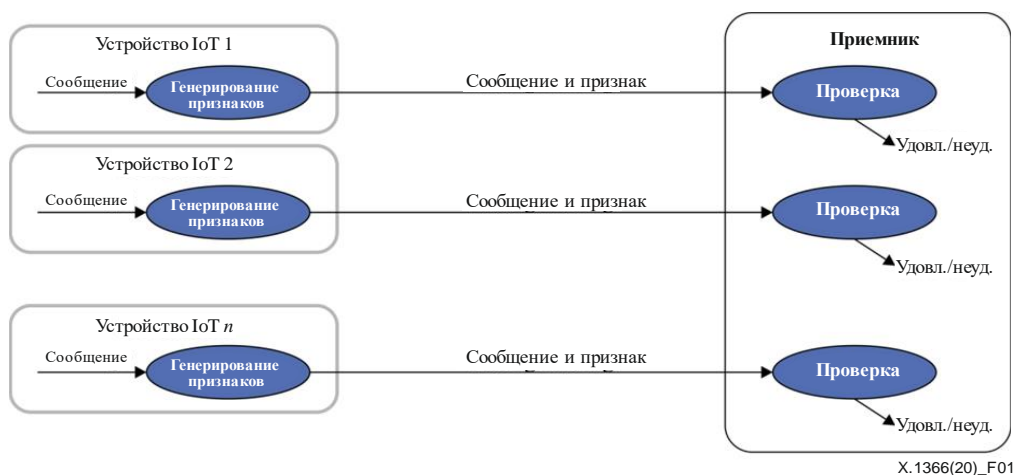 Устройство IoT 1
Приемник
Сообщение
Генерирование
признаков
Сообщение и признак
Проверка
Удовл./неуд.
Устройство IoT 2
Сообщение
Генерирование
признаков
Сообщение и признак
Проверка
Удовл./неуд.
Устройство IoT n
Сообщение
Генерирование
признаков
Сообщение и признак
Проверка
Удовл./неуд.
X.1366(20)_F01